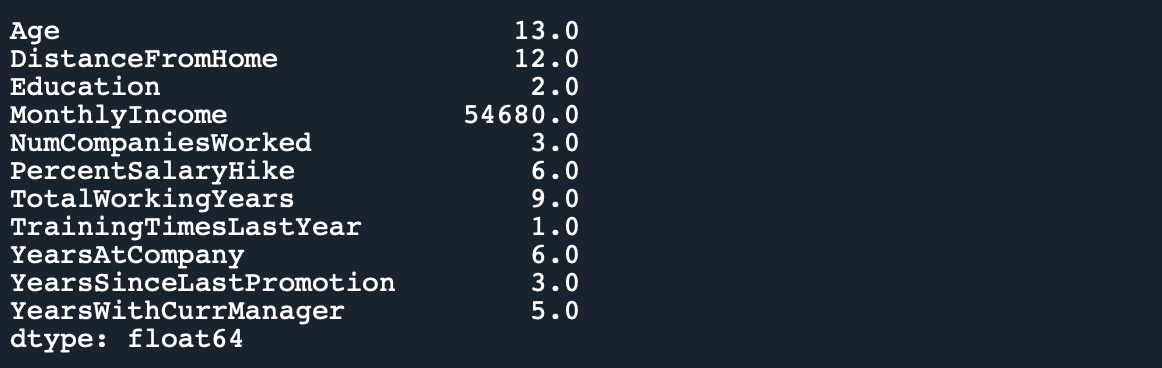 Age 13.0
DistanceFromHome 12.0
Education 2.0
MonthlyIncome 54680.0
NumCompaniesWorked 3.0
PercentSalaryHike 6.0
TotalWorkingYears 9.0
TrainingTimesLastYear 1.0
YearsAtCompany 6.0
YearsSinceLastPromotion 3.0
YearsWithCurrManager 5.0
dtype: float64